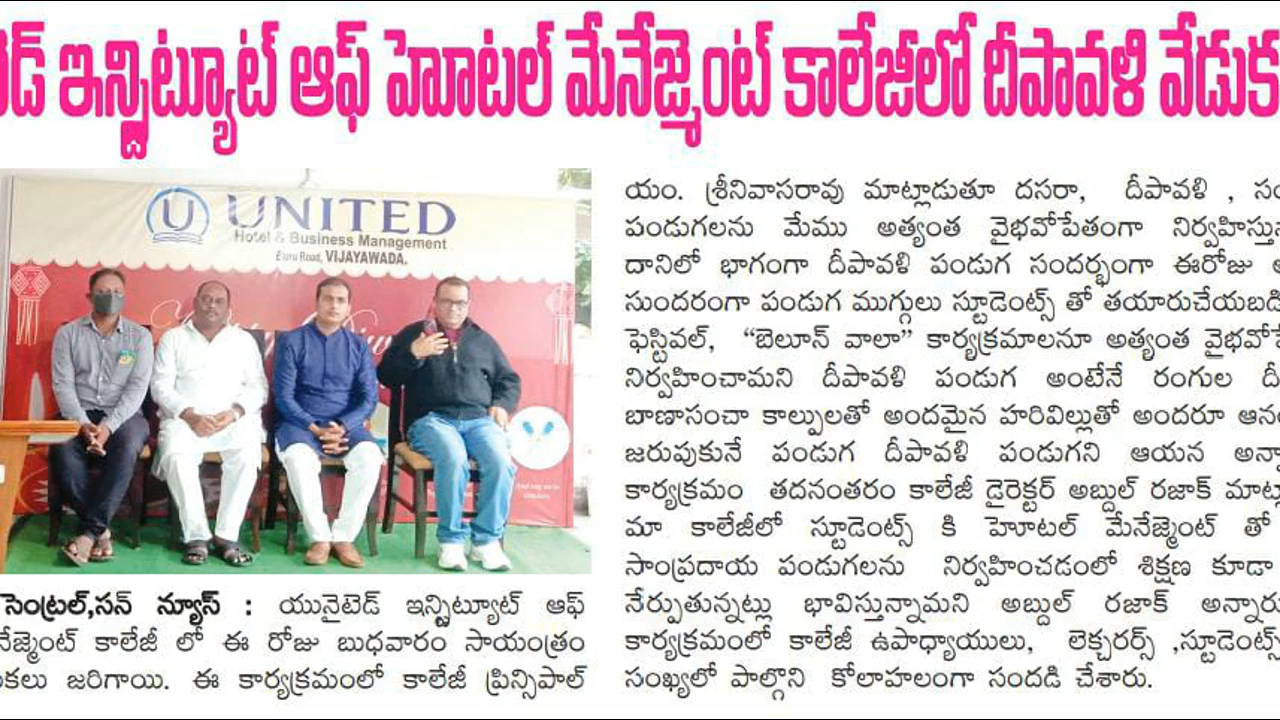 ఇన్స్టిట్యూట్ ఆఫ్ హెూటల్ మేనేజ్మెంట్ కాలేజీలో దీపావళి వేడుక
U UNITED
Hotel & Business Management
Eluru Road, VIJAYAWADA.
సెంట్రల్,సన్ న్యూస్ : యునైటెడ్ ఇన్స్టిట్యూట్ ఆఫ్
కాలేజీ లో ఈ రోజు బుధవారం సాయంత్రం
జరిగాయి. ఈ కార్యక్రమంలో కాలేజీ ప్రిన్సిపాల్
యం. శ్రీనివాసరావు మాట్లాడుతూ దసరా, దీపావళి ,
పండుగలను మేము అత్యంత వైభవోపేతంగా
దానిలో భాగంగా దీపావళి పండుగ సందర్భంగా ఈరోజు
సుందరంగా పండుగ ముగ్గులు స్టూడెంట్స్ తో
ఫెస్టివల్, “బెలూన్ వాలా” కార్యక్రమాలనూ అత్యంత
నిర్వహించామని దీపావళి పండుగ అంటేనే రంగుల
బాణాసంచా కాల్పులతో అందమైన హరివిల్లుతో అందరూ
జరుపుకునే పండుగ దీపావళి పండుగని ఆయన
కార్యక్రమం తదనంతరం కాలేజీ డైరెక్టర్ అబ్దుల్ రజాక్
మా కాలేజీలో స్టూడెంట్స్ కి హెూటల్ మేనేజ్మెంట్ తో
సాంప్రదాయ పండుగలను నిర్వహించడంలో శిక్షణ కూడా
నేర్పుతున్నట్లు భావిస్తున్నామని అబ్దుల్ రజాక్
కార్యక్రమంలో కాలేజీ ఉపాధ్యాయులు, లెక్చరర్స్ ,స్టూడెంట్స్
సంఖ్యలో పాల్గొని కోలాహలంగా సందడి చేశారు.